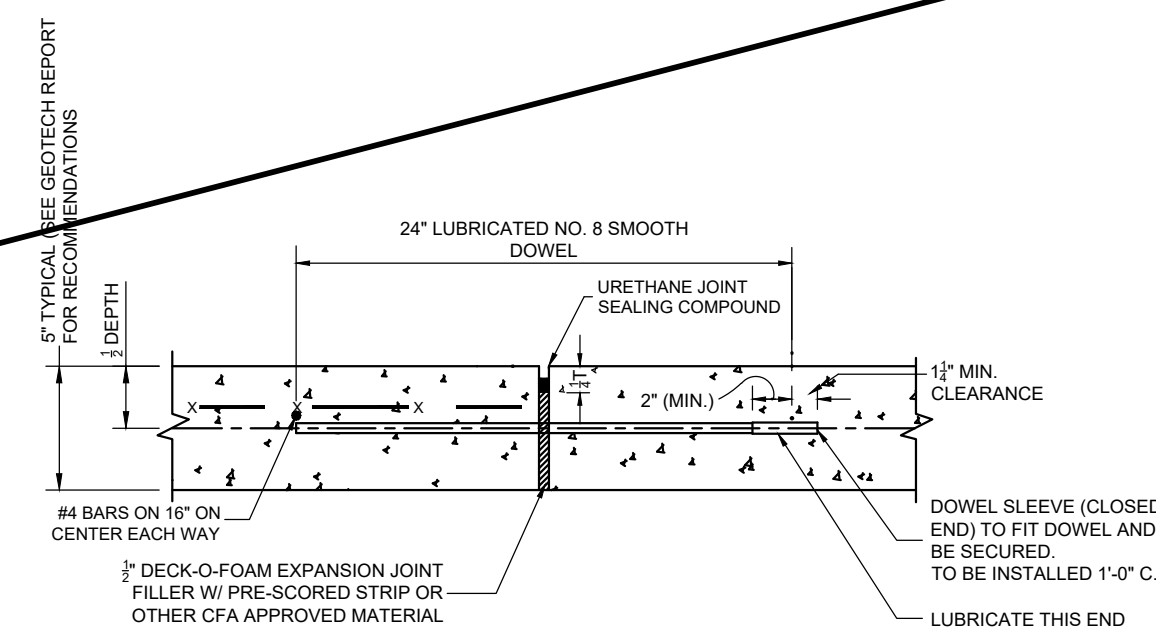 5" TYPICAL (SEE GEOTECH REPORT
FOR RECOMMENDATIONS
1/2 DEPTH
24" LUBRICATED NO. 8 SMOOTH
DOWEL
URETHANE JOINT
SEALING COMPOUND
1/4T
2" (MIN.)
1 1/4" MIN.
CLEARANCE
X X X
#4 BARS ON 16" ON
CENTER EACH WAY
1/2" DECK-O-FOAM EXPANSION JOINT
FILLER W/ PRE-SCORED STRIP OR
OTHER CFA APPROVED MATERIAL
DOWEL SLEEVE (CLOSED
END) TO FIT DOWEL AND
BE SECURED.
TO BE INSTALLED 1'-0" C.
LUBRICATE THIS END